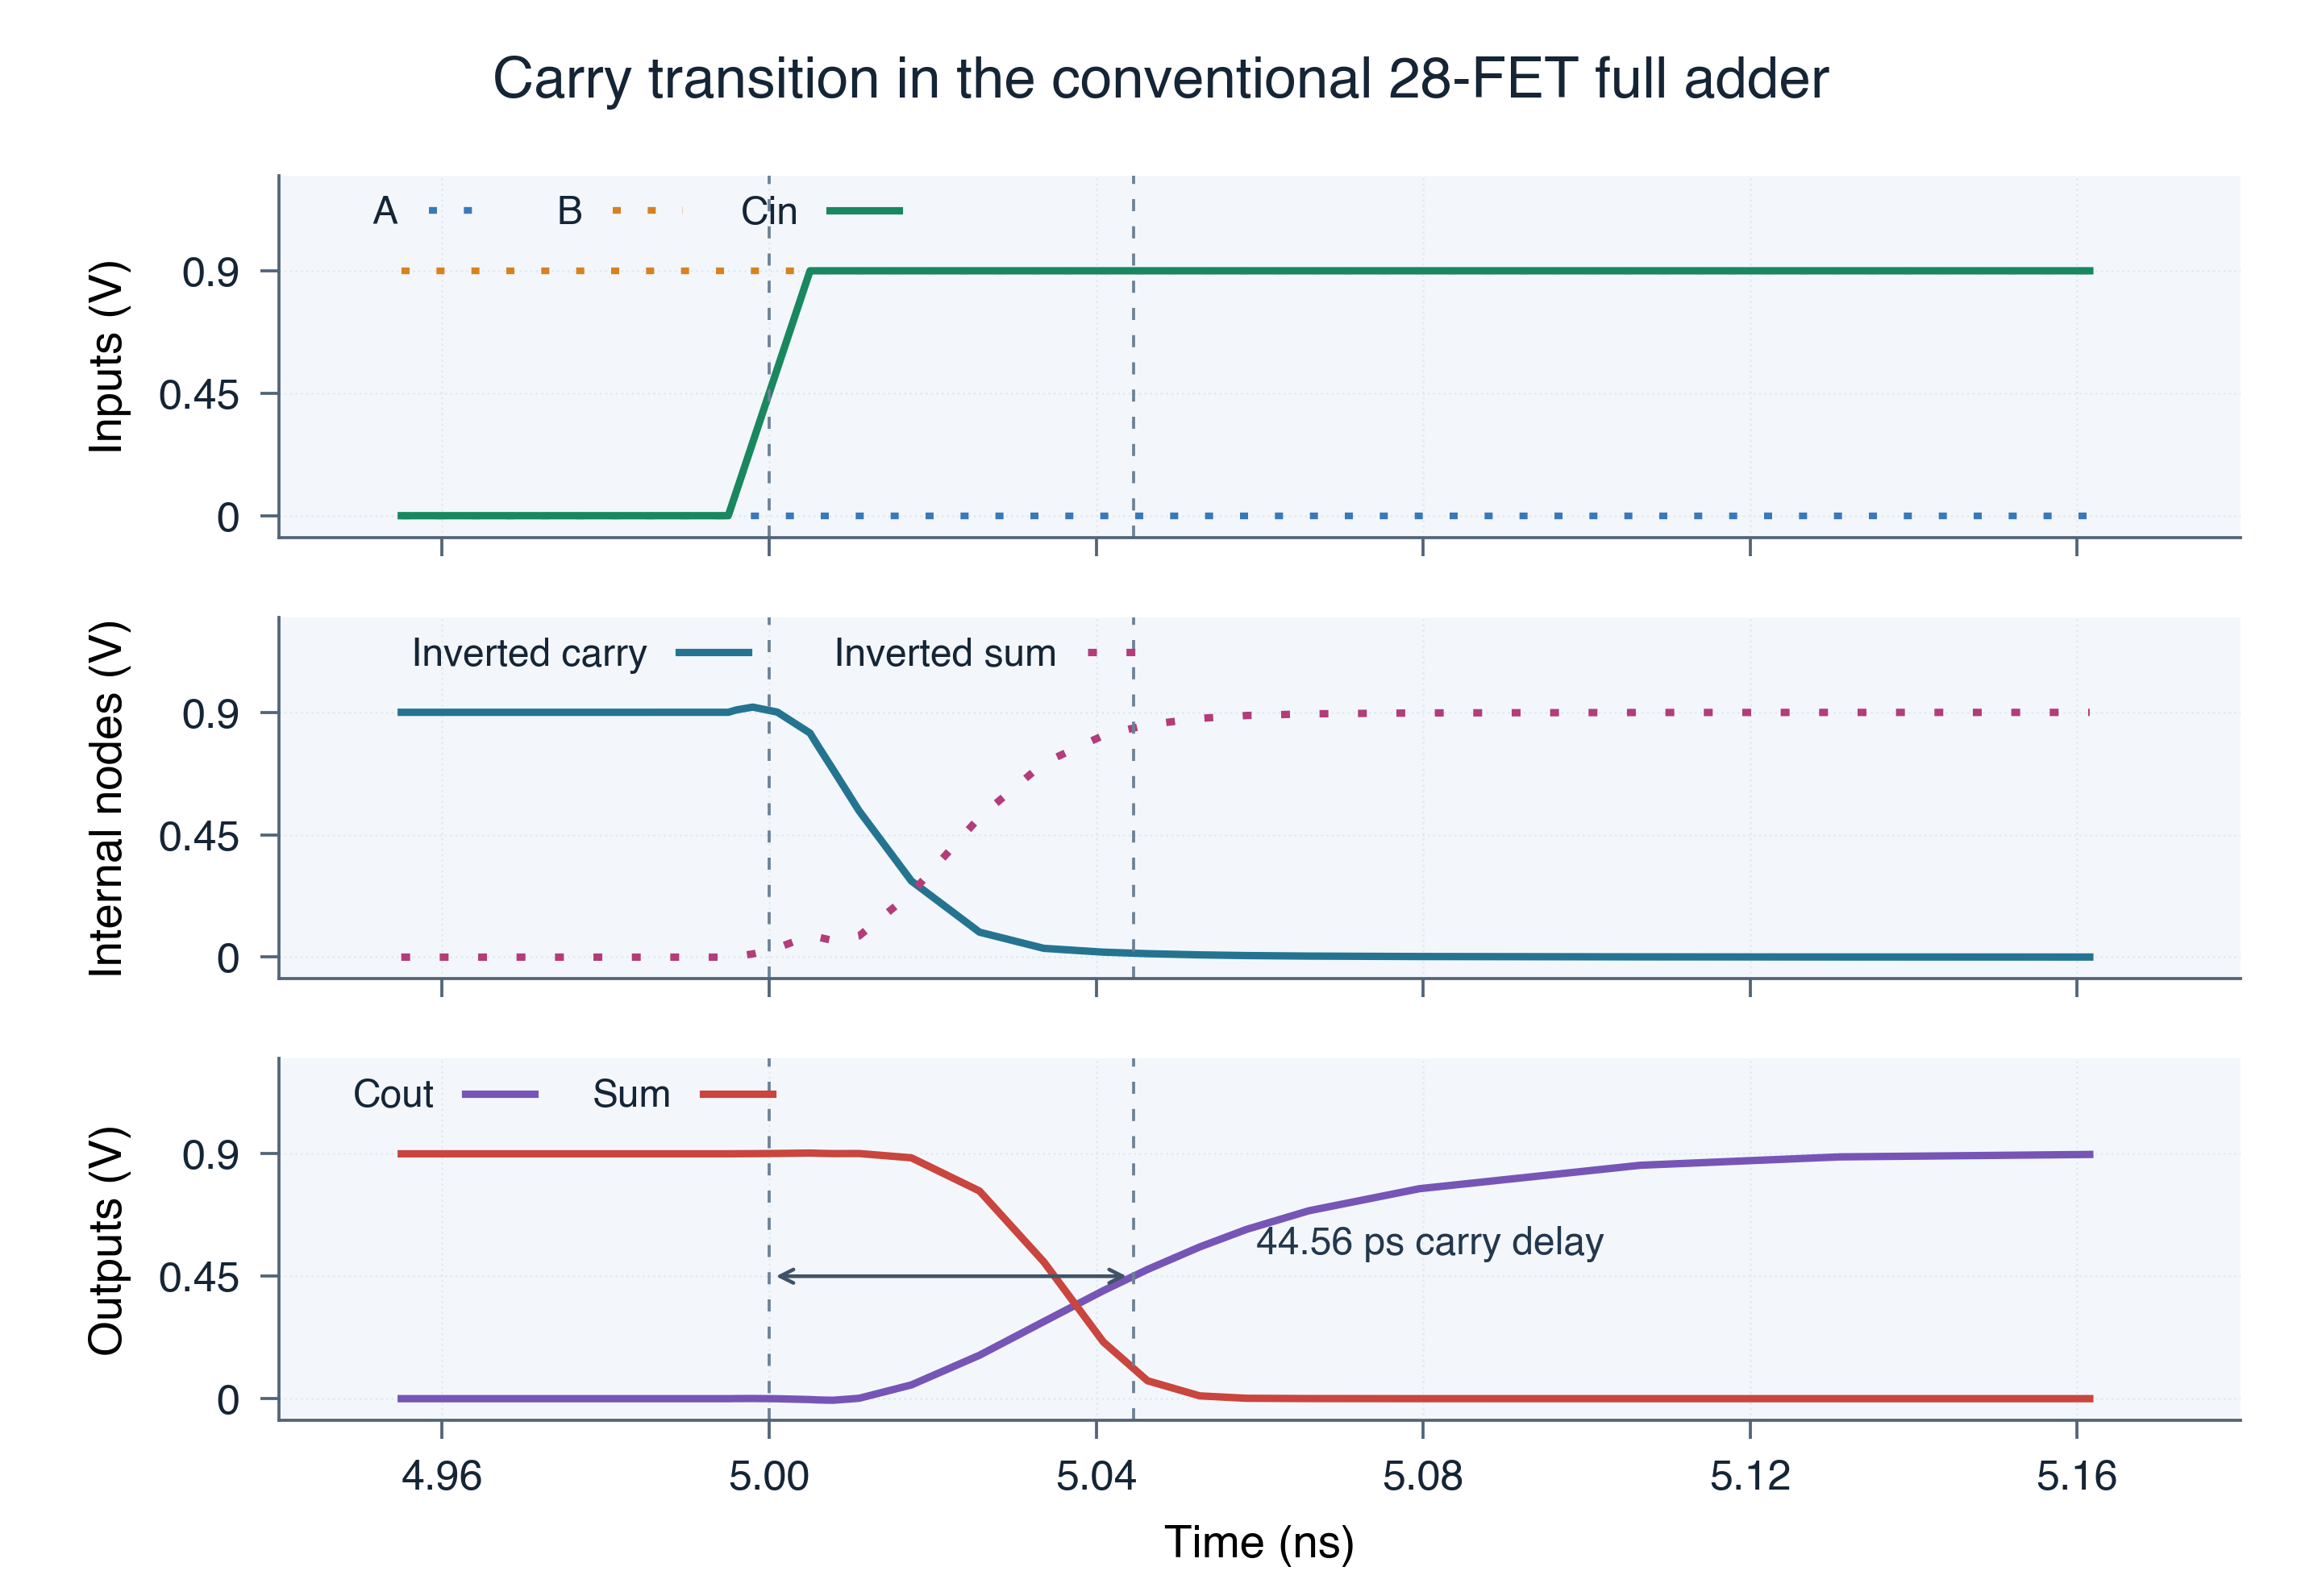 Carry transition in the conventional 28-FET full adder
A B Cin
Inputs (V)
0.9
0.45
0
Inverted carry Inverted sum
Internal nodes (V)
0.9
0.45
0
Cout Sum
Outputs (V)
0.9
44.56 ps carry delay
0.45
0
4.96 5.00 5.04 5.08 5.12 5.16
Time (ns)